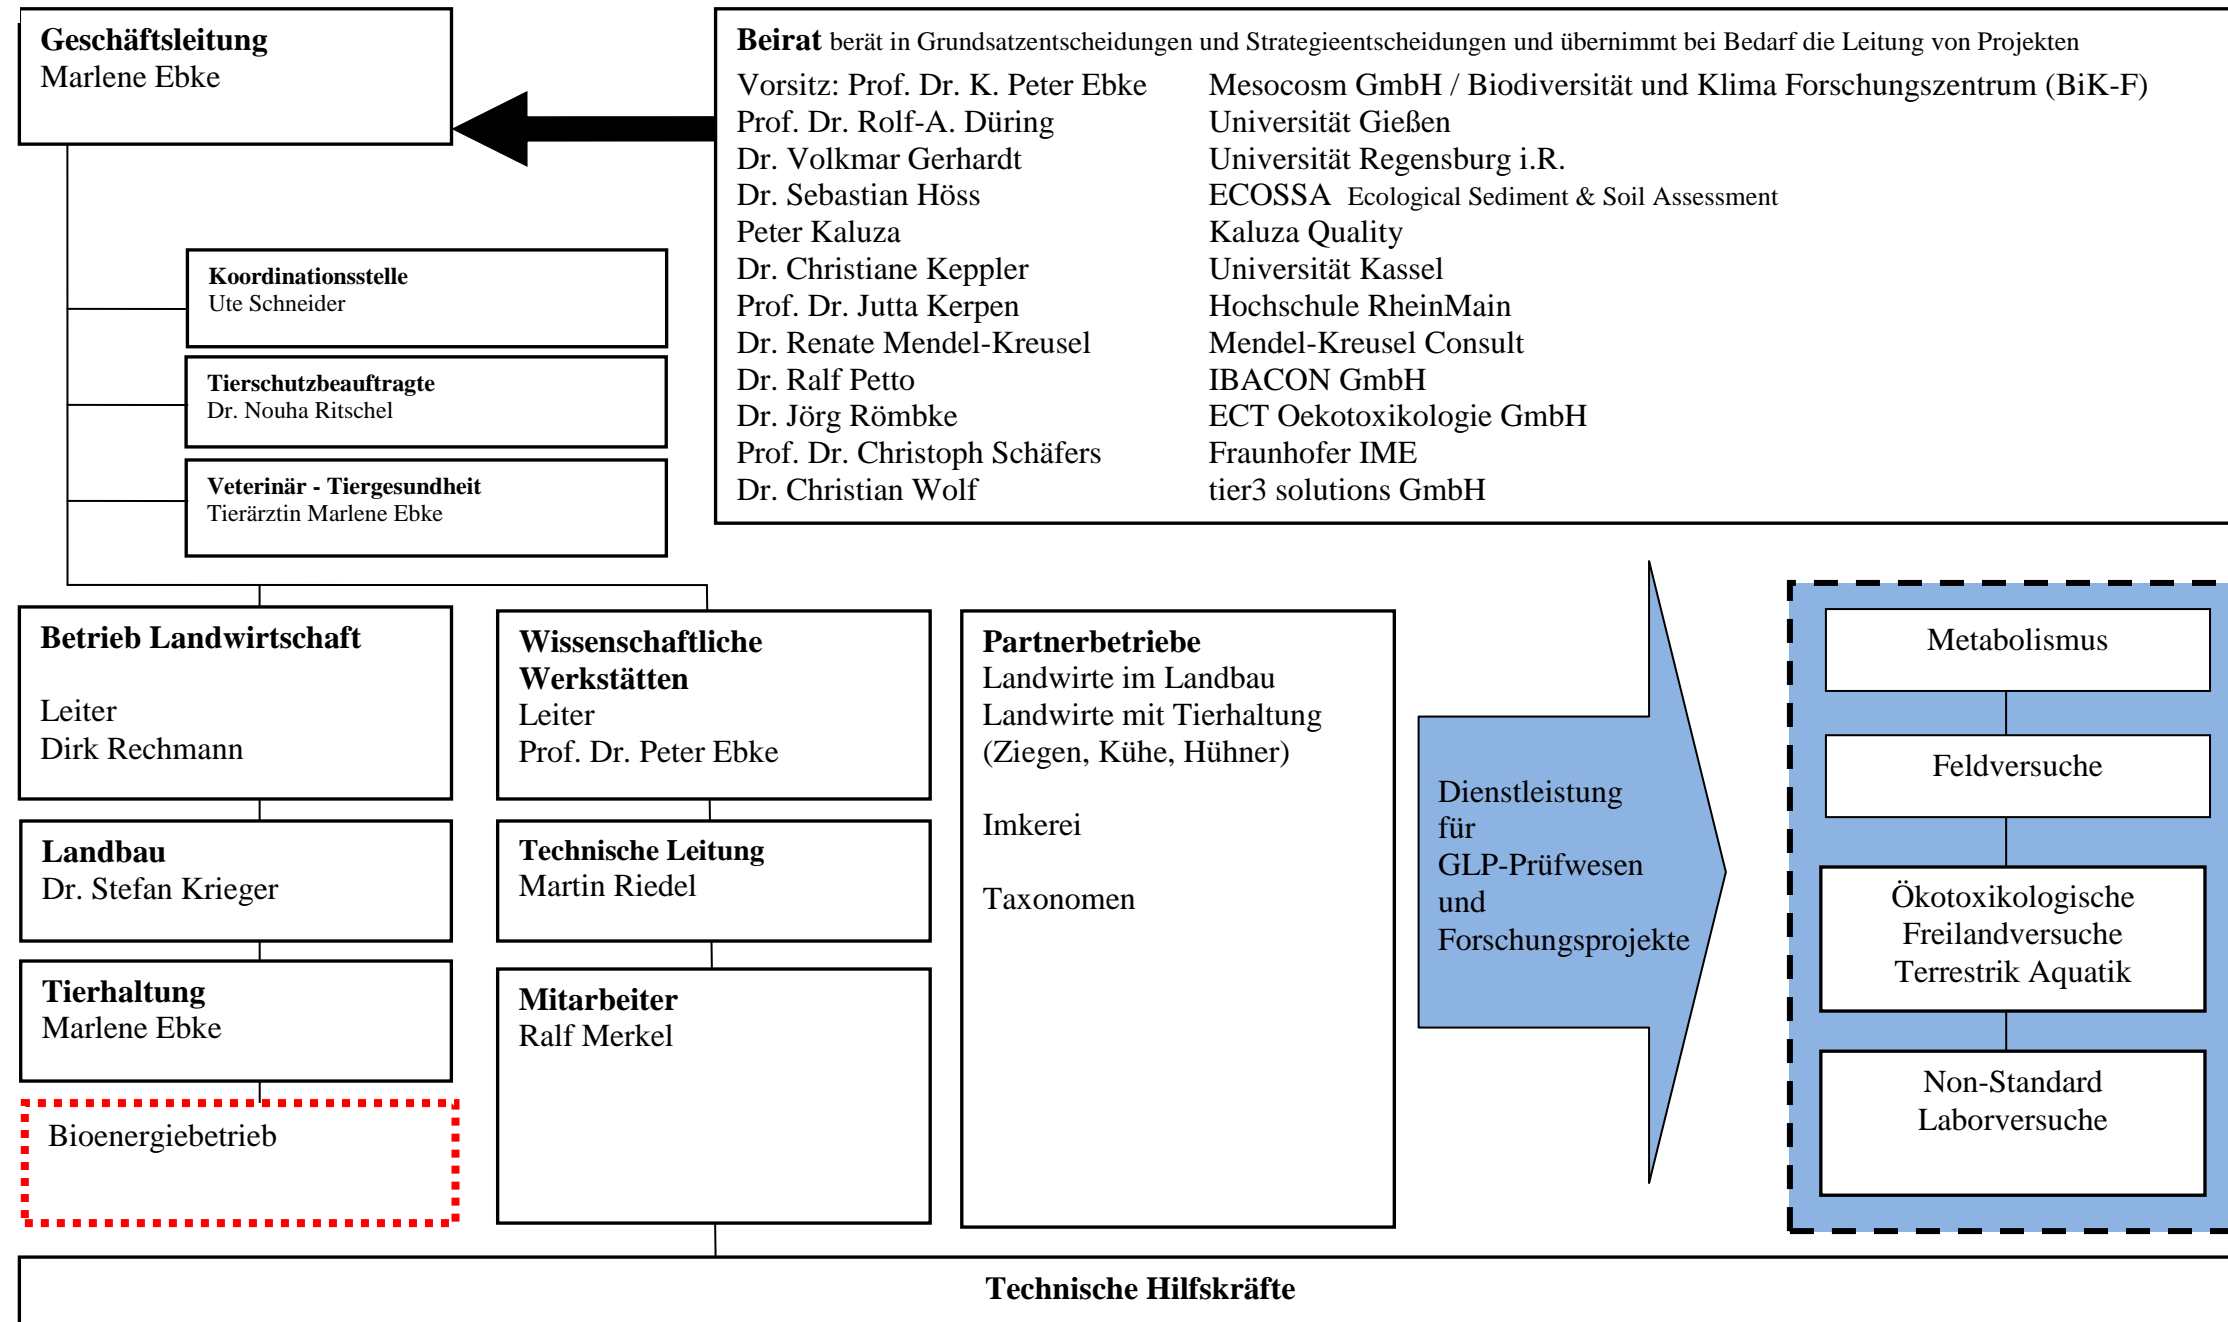 Geschäftsleitung
Marlene Ebke
Beirat berät in Grundsatzentscheidungen und Strategieentscheidungen und übernimmt bei Bedarf die Leitung von Projekten
Vorsitz: Prof. Dr. K. Peter Ebke Mesocosm GmbH / Biodiversität und Klima Forschungszentrum (BiK-F)
Prof. Dr. Rolf-A. Düring Universität Gießen
Dr. Volkmar Gerhardt Universität Regensburg i.R.
Dr. Sebastian Höss ECOSSA Ecological Sediment & Soil Assessment
Peter Kaluza Kaluza Quality
Dr. Christiane Keppler Universität Kassel
Prof. Dr. Jutta Kerpen Hochschule RheinMain
Dr. Renate Mendel-Kreusel Mendel-Kreusel Consult
Dr. Ralf Petto IBACON GmbH
Dr. Jörg Römbke ECT Oekotoxikologie GmbH
Prof. Dr. Christoph Schäfers Fraunhofer IME
Dr. Christian Wolf tier3 solutions GmbH
Koordinationsstelle
Ute Schneider
Tierschutzbeauftragte
Dr. Nouha Ritschel
Veterinär - Tiergesundheit
Tierärztin Marlene Ebke
Betrieb Landwirtschaft
Leiter
Dirk Rechmann
Landbau
Dr. Stefan Krieger
Tierhaltung
Marlene Ebke
Bioenergiebetrieb
Wissenschaftliche
Werkstätten
Leiter
Prof. Dr. Peter Ebke
Technische Leitung
Martin Riedel
Mitarbeiter
Ralf Merkel
Partnerbetriebe
Landwirte im Landbau
Landwirte mit Tierhaltung
(Ziegen, Kühe, Hühner)
Imkerei
Taxonomen
Dienstleistung
für
GLP-Prüfwesen
und
Forschungsprojekte
Metabolismus
Feldversuche
Ökotoxikologische
Freilandversuche
Terrestrik Aquatik
Non-Standard
Laborversuche
Technische Hilfskräfte